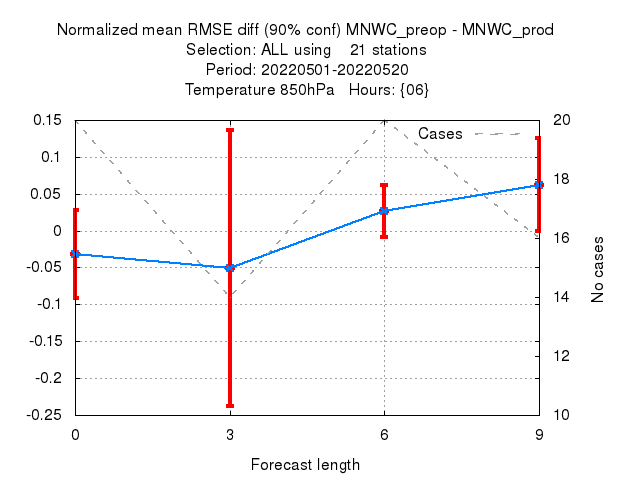 Normalized mean RMSE diff (90% conf) MNWC_preop - MNWC_prod
Selection: ALL using    21 stations
Period: 20220501-20220520
Temperature 850hPa   Hours: {06}
0.15
0.1
0.05
0
-0.05
-0.1
-0.15
-0.2
-0.25
Cases
20
18
16
14
12
10
No cases
0 3 6 9
Forecast length